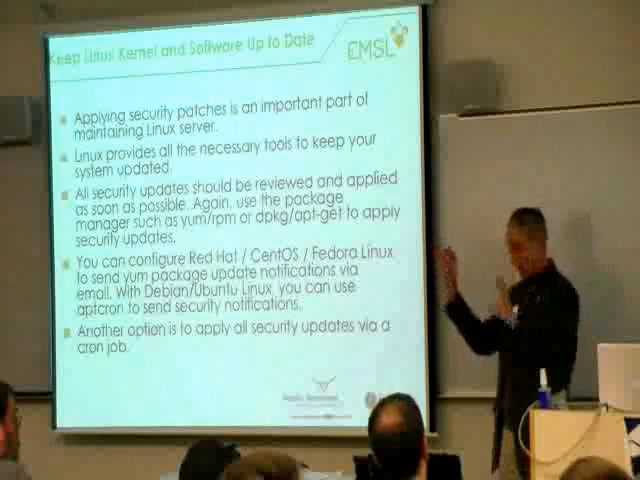 Keep Linux Kernel and Software Up to Date
EMSL
Applying security patches is an important part of
maintaining Linux server.
Linux provides all the necessary tools to keep your
system updated.
All security updates should be reviewed and applied
as soon as possible. Again, use the package
manager such as yum/rpm or dpkg/apt-get to apply
security updates.
You can configure Red Hat / CentOS / Fedora Linux
to send yum package update notifications via
email. With Debian/Ubuntu Linux, you can use
aptcron to send security notifications.
Another option is to apply all security updates via a
cron job.